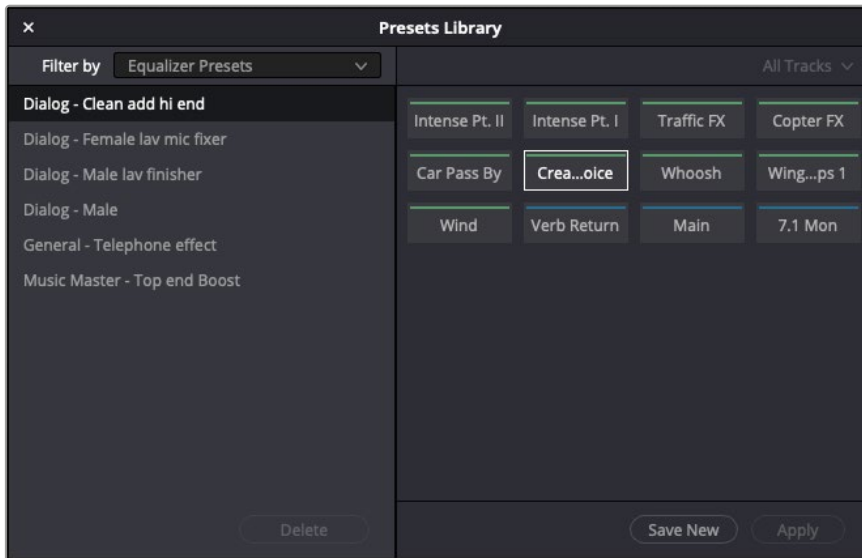 × Presets Library
Filter by Equalizer Presets All Tracks
Dialog - Clean add hi end
Dialog - Female lav mic fixer
Dialog - Male lav finisher
Dialog - Male
General - Telephone effect
Music Master - Top end Boost
Intense Pt. II Intense Pt. I Traffic FX Copter FX
Car Pass By Crea...oice Whoosh Wing...ps 1
Wind Verb Return Main 7.1 Mon
Delete Save New Apply